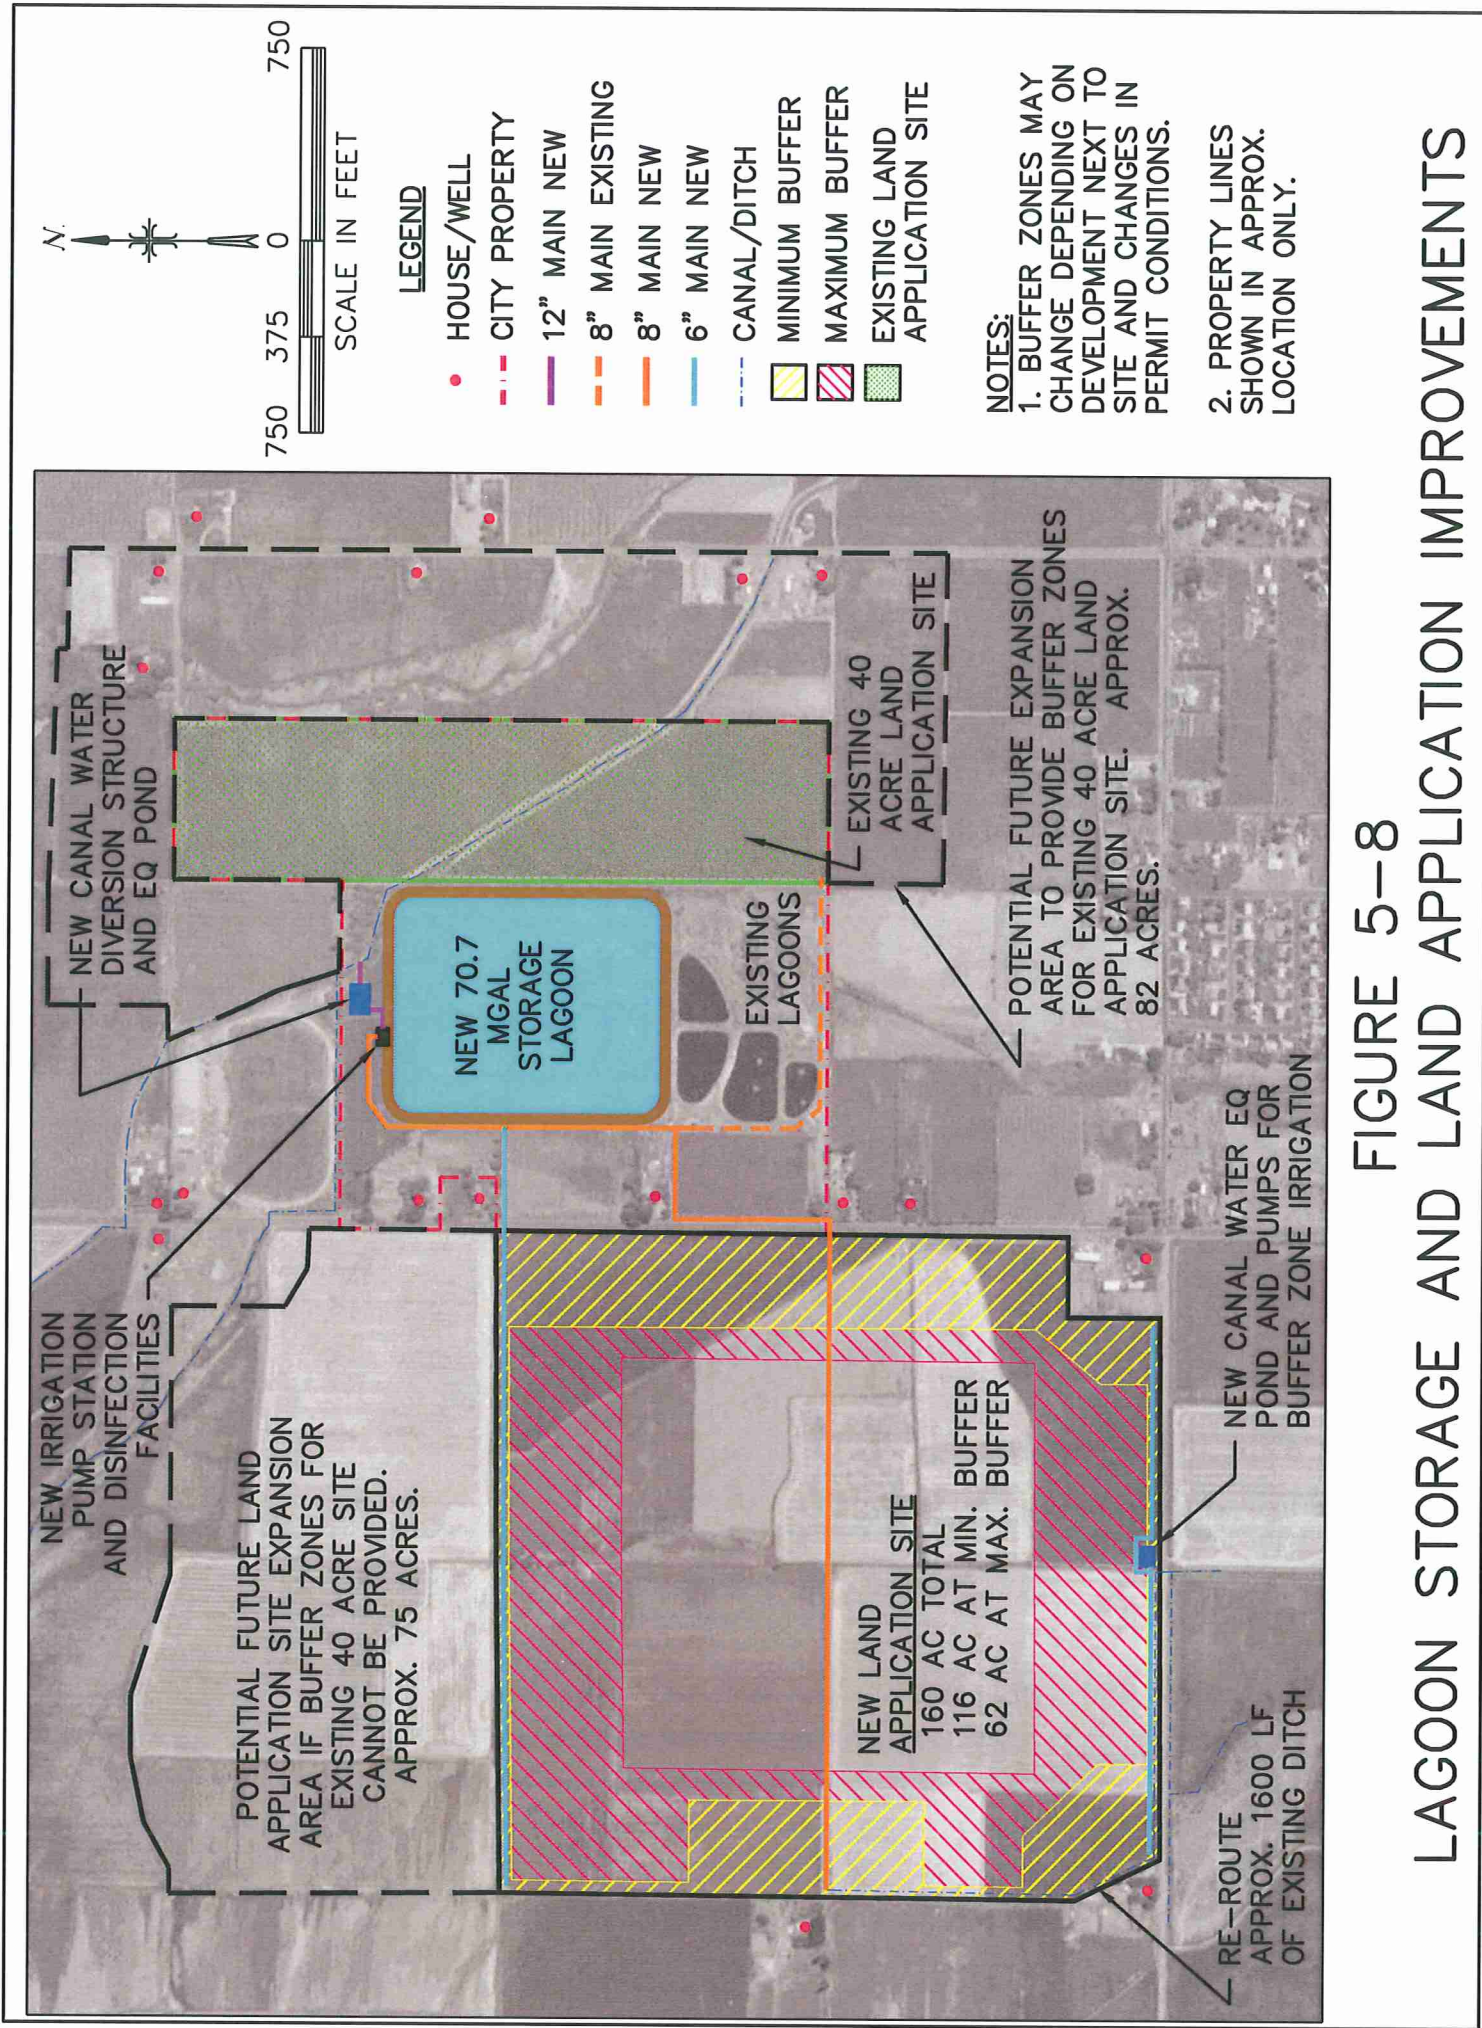 NEW IRRIGATION
PUMP STATION
AND DISINFECTION
FACILITIES
NEW CANAL WATER
DIVERSION STRUCTURE
AND EQ POND
POTENTIAL FUTURE LAND
APPLICATION SITE EXPANSION
AREA IF BUFFER ZONES FOR
EXISTING 40 ACRE SITE
CANNOT BE PROVIDED.
APPROX. 75 ACRES.
NEW 70.7
MGAL
STORAGE
LAGOON
EXISTING
LAGOONS
EXISTING 40
ACRE LAND
APPLICATION SITE
NEW LAND
APPLICATION SITE
160 AC TOTAL
116 AC AT MIN. BUFFER
62 AC AT MAX. BUFFER
POTENTIAL FUTURE EXPANSION
AREA TO PROVIDE BUFFER ZONES
FOR EXISTING 40 ACRE LAND
APPLICATION SITE. APPROX.
82 ACRES.
RE-ROUTE
APPROX. 1600 LF
OF EXISTING DITCH
NEW CANAL WATER EQ
POND AND PUMPS FOR
BUFFER ZONE IRRIGATION
N.
750 375 0 750
SCALE IN FEET
LEGEND
HOUSE/WELL
CITY PROPERTY
12" MAIN NEW
8" MAIN EXISTING
8" MAIN NEW
6" MAIN NEW
CANAL/DITCH
MINIMUM BUFFER
MAXIMUM BUFFER
EXISTING LAND
APPLICATION SITE
NOTES:
1. BUFFER ZONES MAY
CHANGE DEPENDING ON
DEVELOPMENT NEXT TO
SITE AND CHANGES IN
PERMIT CONDITIONS.
2. PROPERTY LINES
SHOWN IN APPROX.
LOCATION ONLY.
FIGURE 5-8
LAGOON STORAGE AND LAND APPLICATION IMPROVEMENTS